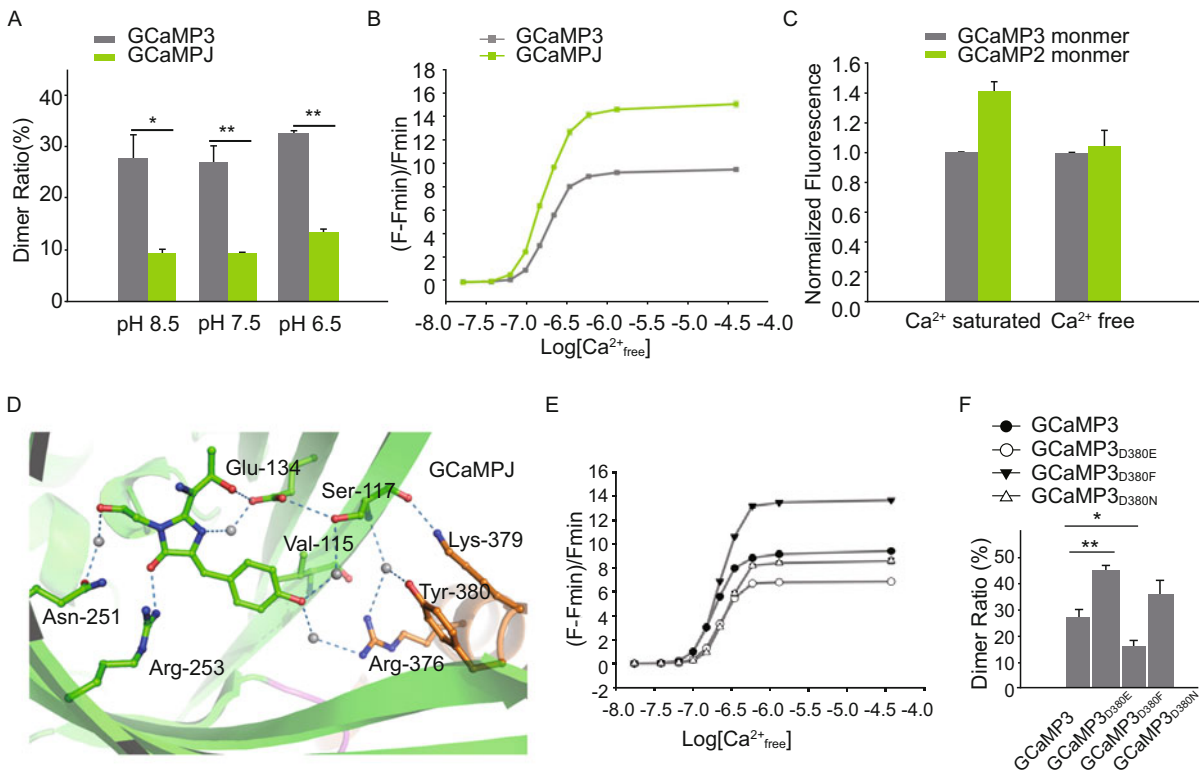 A
GCaMP3
GCaMPJ
Dimer Ratio(%)
40
30
20
10
0
*
**
**
pH 8.5
pH 7.5
pH 6.5
B
GCaMP3
GCaMPJ
(F-Fmin)/Fmin
18
16
14
12
10
8
6
4
2
0
-8.0 -7.5 -7.0 -6.5 -6.0 -5.5 -5.0 -4.5 -4.0
Log[Ca²⁺free]
C
GCaMP3 monmer
GCaMP2 monmer
Normalized Fluorescence
1.6
1.4
1.2
1.0
0.8
0.6
0.4
0.2
0.0
Ca²⁺ saturated
Ca²⁺ free
D
GCaMPJ
Glu-134
Ser-117
Val-115
Lys-379
Tyr-380
Asn-251
Arg-253
Arg-376
E
GCaMP3
GCaMP3D380E
GCaMP3D380F
GCaMP3D380N
(F-Fmin)/Fmin
16
14
12
10
8
6
4
2
0
-2
-8.0 -7.5 -7.0 -6.5 -6.0 -5.5 -5.0 -4.5 -4.0
Log[Ca²⁺free]
F
*
**
Dimer Ratio (%)
50
40
30
20
10
0
GCaMP3
GCaMP3D380E
GCaMP3D380F
GCaMP3D380N